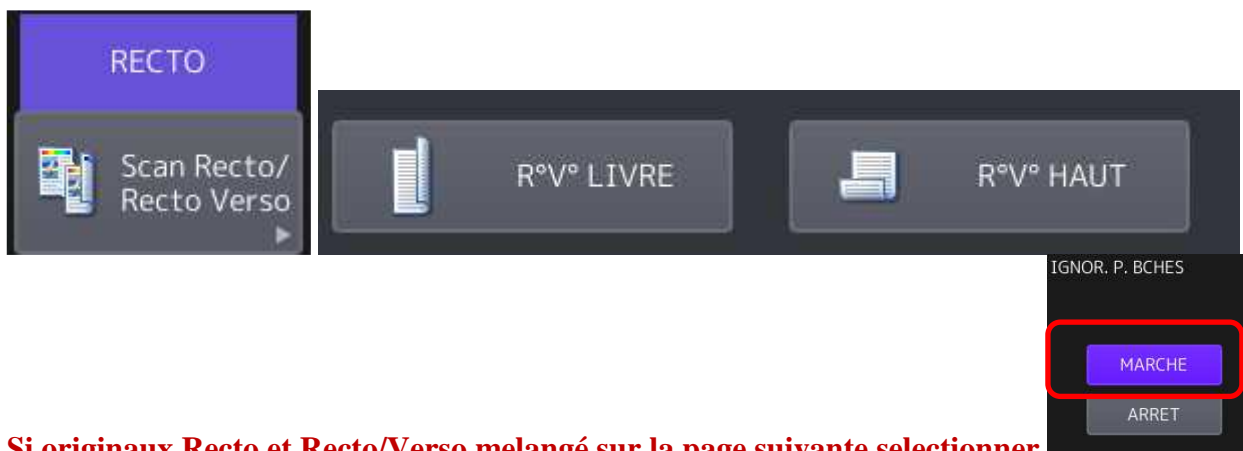 RECTO
Scan Recto/
Recto Verso
R°V° LIVRE
R°V° HAUT
IGNOR. P. BCHES
MARCHE
ARRET
Si originaux Recto et Recto/Verso melangé sur la page suivante selectionner